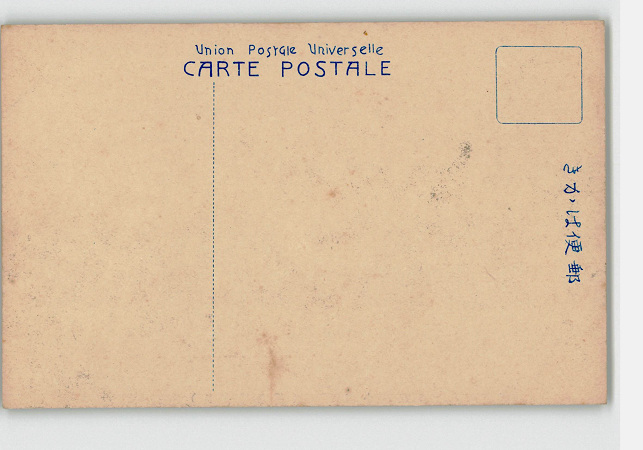 Union Postale Universelle
CARTE POSTALE
きがは便郵